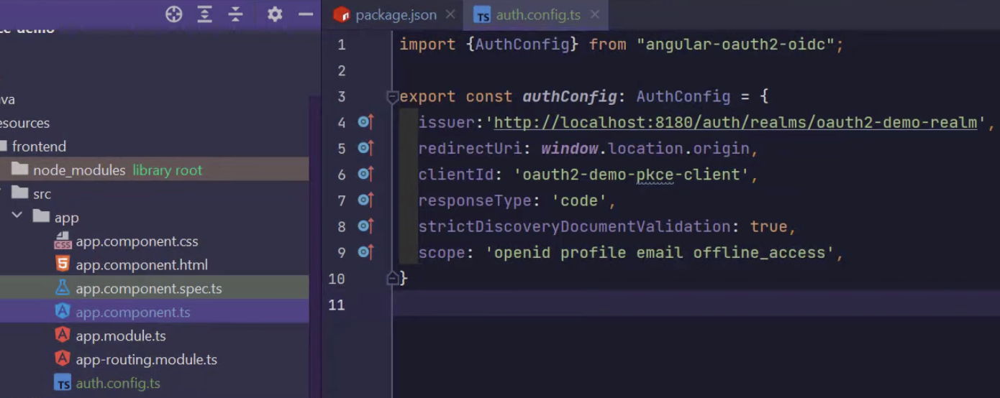 package.json
auth.config.ts
va
esources
frontend
node_modules library root
src
app
app.component.css
app.component.html
app.component.spec.ts
app.component.ts
app.module.ts
app-routing.module.ts
auth.config.ts
1 import {AuthConfig} from "angular-oauth2-oidc";
2
3 export const authConfig: AuthConfig = {
4 issuer:'http://localhost:8180/auth/realms/oauth2-demo-realm',
5 redirectUri: window.location.origin,
6 clientId: 'oauth2-demo-pkce-client',
7 responseType: 'code',
8 strictDiscoveryDocumentValidation: true,
9 scope: 'openid profile email offline_access',
10 }
11